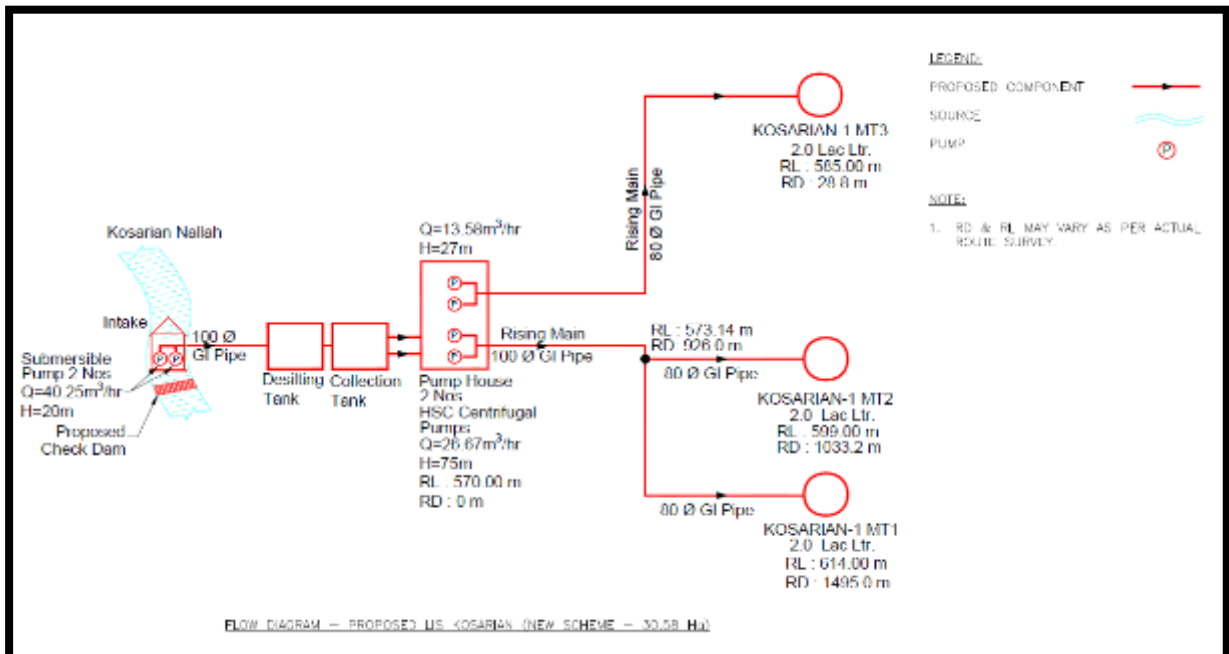 LEGEND:
PROPOSED COMPONENT
SOURCE
PUMP
P
NOTE:
1. RD & RL MAY VARY AS PER ACTUAL
ROUTE SURVEY
KOSARIAN-1 MT3
2.0 Lac Ltr.
RL : 585.00 m
RD : 28.8 m
Rising Main
80 Ø GI Pipe
Kosarian Nallah
Q=13.58m³/hr
H=27m
P
P
P
P
Intake
100 Ø
GI Pipe
P P
Submersible
Pump 2 Nos
Q=40.25m³/hr
H=20m
Proposed
Check Dam
Desilting
Tank
Collection
Tank
Rising Main
100 Ø GI Pipe
Pump House
2 Nos
HSC Centrifugal
Pumps
Q=26.67m³/hr
H=75m
RL : 570.00 m
RD : 0 m
RL : 573.14 m
RD: 926.0 m
80 Ø GI Pipe
KOSARIAN-1 MT2
2.0 Lac Ltr.
RL : 599.00 m
RD : 1033.2 m
80 Ø GI Pipe
KOSARIAN-1 MT1
2.0 Lac Ltr.
RL : 614.00 m
RD : 1495.0 m
FLOW DIAGRAM – PROPOSED LIS KOSARIAN (NEW SCHEME – 30.58 Ha)